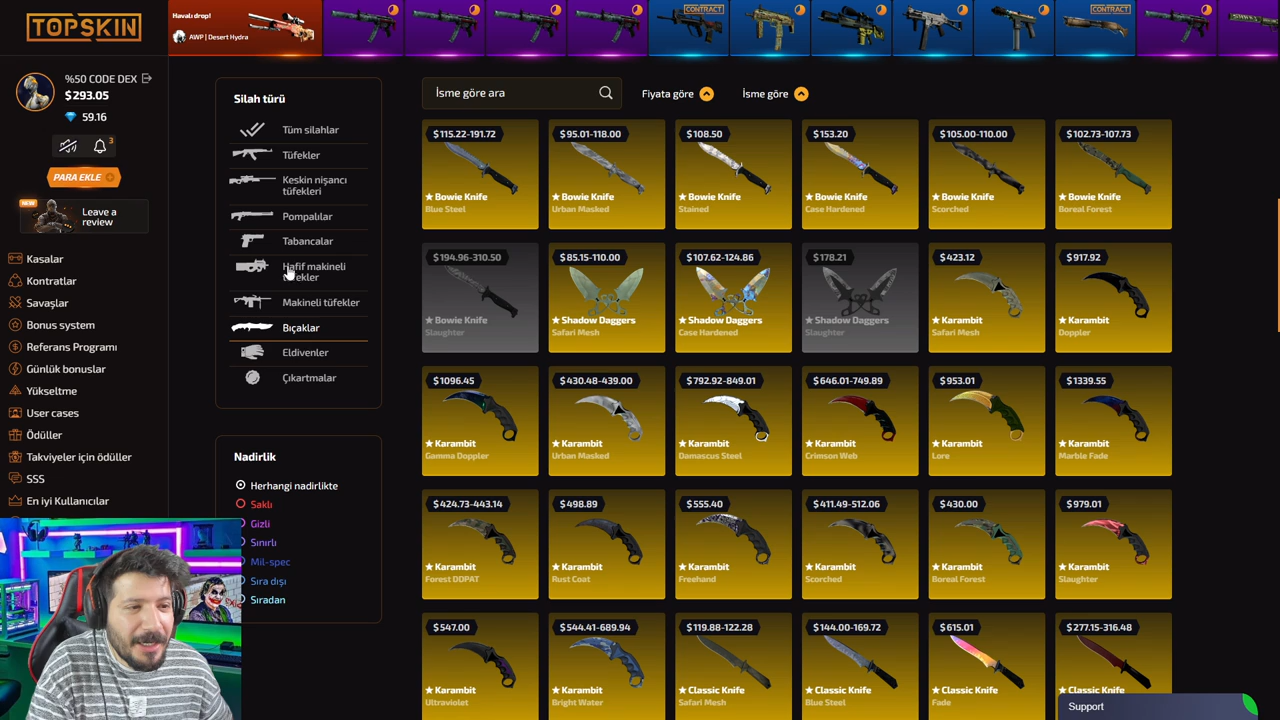 TOPSKIN
Havalı drop!
AWP | Desert Hydra
CONTRACT
CONTRACT
%50 CODE DEX
$293.05
59.16
3
PARA EKLE
NEW
Leave a
review
Kasalar
Kontratlar
Savaşlar
Bonus system
Referans Programı
Günlük bonuslar
Yükseltme
User cases
Ödüller
Takviyeler için ödüller
SSS
En iyi Kullanıcılar
Silah türü
Tüm silahlar
Tüfekler
Keskin nişancı
tüfekleri
Pompalılar
Tabancalar
Hafif makineli
tüfekler
Makineli tüfekler
Bıçaklar
Eldivenler
Çıkartmalar
Nadirlik
Herhangi nadirlikte
Saklı
Gizli
Sınırlı
Mil-spec
Sıra dışı
Sıradan
İsme göre ara
Fiyata göre
İsme göre
$115.22-191.72
★ Bowie Knife
Blue Steel
$95.01-118.00
★ Bowie Knife
Urban Masked
$108.50
★ Bowie Knife
Stained
$153.20
★ Bowie Knife
Case Hardened
$105.00-110.00
★ Bowie Knife
Scorched
$102.73-107.73
★ Bowie Knife
Boreal Forest
$194.96-310.50
★ Bowie Knife
Slaughter
$85.15-110.00
★ Shadow Daggers
Safari Mesh
$107.62-124.86
★ Shadow Daggers
Case Hardened
$178.21
★ Shadow Daggers
Slaughter
$423.12
★ Karambit
Safari Mesh
$917.92
★ Karambit
Doppler
$1096.45
★ Karambit
Gamma Doppler
$430.48-439.00
★ Karambit
Urban Masked
$792.92-849.01
★ Karambit
Damascus Steel
$646.01-749.89
★ Karambit
Crimson Web
$953.01
★ Karambit
Lore
$1339.55
★ Karambit
Marble Fade
$424.73-443.14
★ Karambit
Forest DDPAT
$498.89
★ Karambit
Rust Coat
$555.40
★ Karambit
Freehand
$411.49-512.06
★ Karambit
Scorched
$430.00
★ Karambit
Boreal Forest
$979.01
★ Karambit
Slaughter
$547.00
★ Karambit
Ultraviolet
$544.41-689.94
★ Karambit
Bright Water
$119.88-122.28
★ Classic Knife
Safari Mesh
$144.00-169.72
★ Classic Knife
Blue Steel
$615.01
★ Classic Knife
Fade
$277.15-316.48
★ Classic Knife
Support